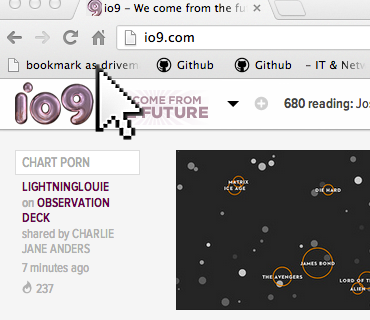 io9 – We come from the fu
io9.com
bookmark as drivem
Github
Github
– IT & Netw
io9
COME FROM
FUTURE
680 reading: Jos
CHART PORN
LIGHTNINGLOUIE
on OBSERVATION
DECK
shared by CHARLIE
JANE ANDERS
7 minutes ago
237
MATRIX
ICE AGE
DIE HARD
JAMES BOND
THE AVENGERS
LORD OF T
ALIEN